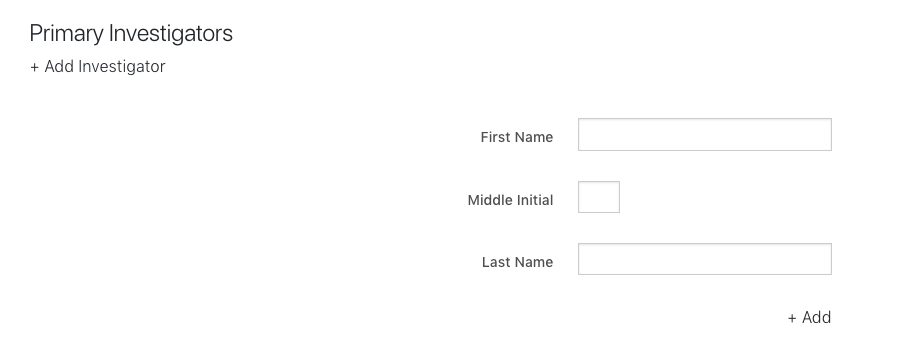 Primary Investigators
+ Add Investigator
First Name
Middle Initial
Last Name
+ Add